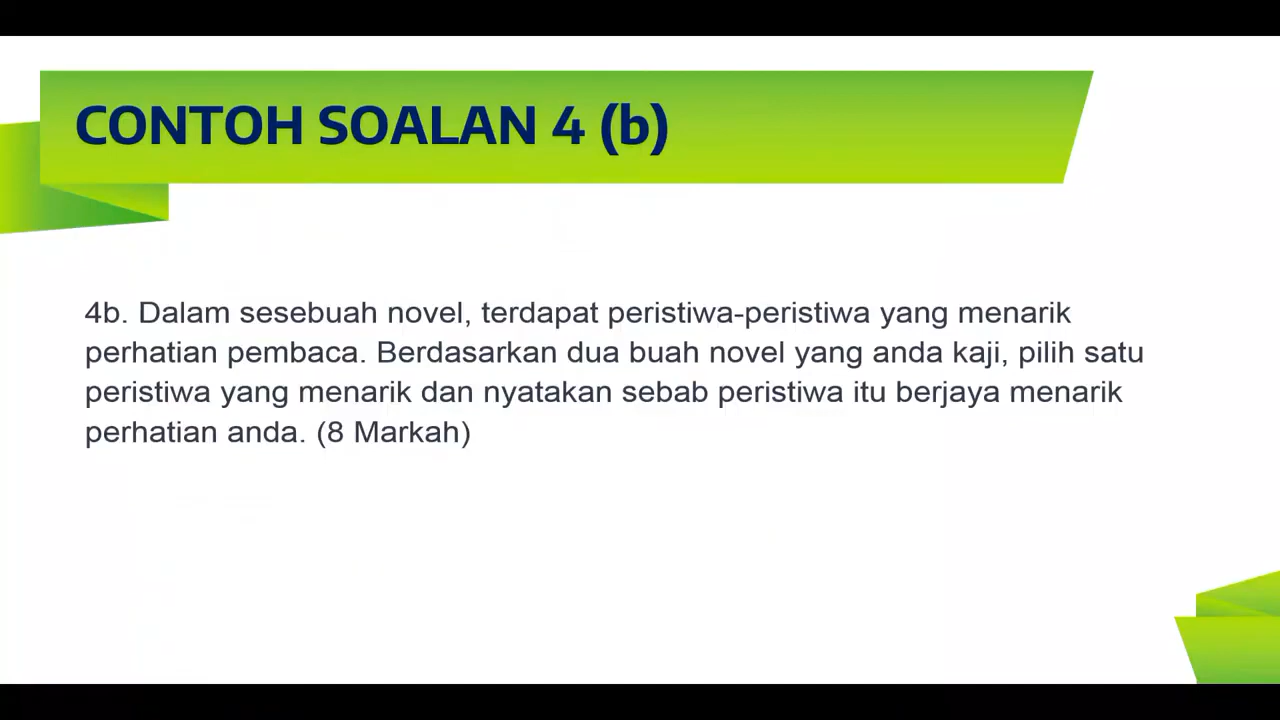 CONTOH SOALAN 4 (b)
4b. Dalam sesebuah novel, terdapat peristiwa-peristiwa yang menarik
perhatian pembaca. Berdasarkan dua buah novel yang anda kaji, pilih satu
peristiwa yang menarik dan nyatakan sebab peristiwa itu berjaya menarik
perhatian anda. (8 Markah)